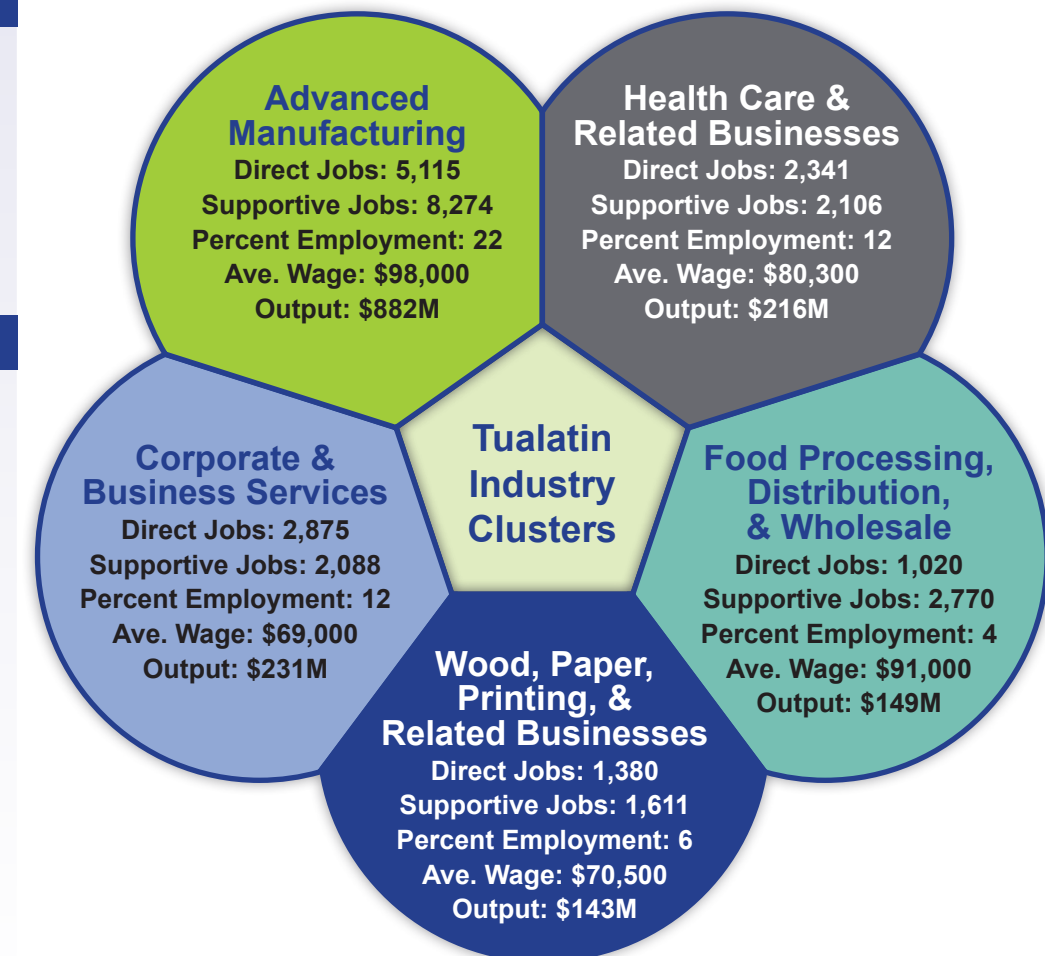 Advanced
Manufacturing
Direct Jobs: 5,115
Supportive Jobs: 8,274
Percent Employment: 22
Ave. Wage: $98,000
Output: $882M
Health Care &
Related Businesses
Direct Jobs: 2,341
Supportive Jobs: 2,106
Percent Employment: 12
Ave. Wage: $80,300
Output: $216M
Tualatin
Industry
Clusters
Corporate &
Business Services
Direct Jobs: 2,875
Supportive Jobs: 2,088
Percent Employment: 12
Ave. Wage: $69,000
Output: $231M
Food Processing,
Distribution,
& Wholesale
Direct Jobs: 1,020
Supportive Jobs: 2,770
Percent Employment: 4
Ave. Wage: $91,000
Output: $149M
Wood, Paper,
Printing, &
Related Businesses
Direct Jobs: 1,380
Supportive Jobs: 1,611
Percent Employment: 6
Ave. Wage: $70,500
Output: $143M